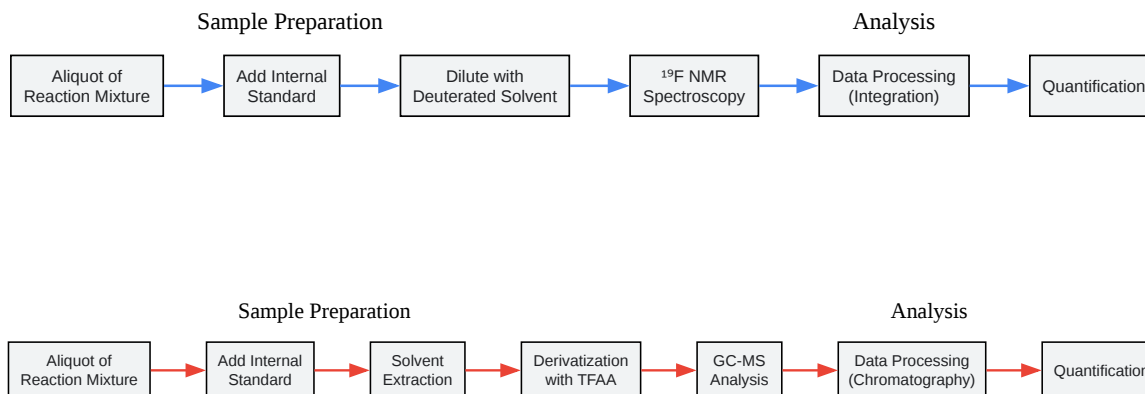 Sample Preparation
Analysis
Aliquot of
Reaction Mixture
Add Internal
Standard
Dilute with
Deuterated Solvent
¹⁹F NMR
Spectroscopy
Data Processing
(Integration)
Quantification
Sample Preparation
Analysis
Aliquot of
Reaction Mixture
Add Internal
Standard
Solvent
Extraction
Derivatization
with TFAA
GC-MS
Analysis
Data Processing
(Chromatography)
Quantification